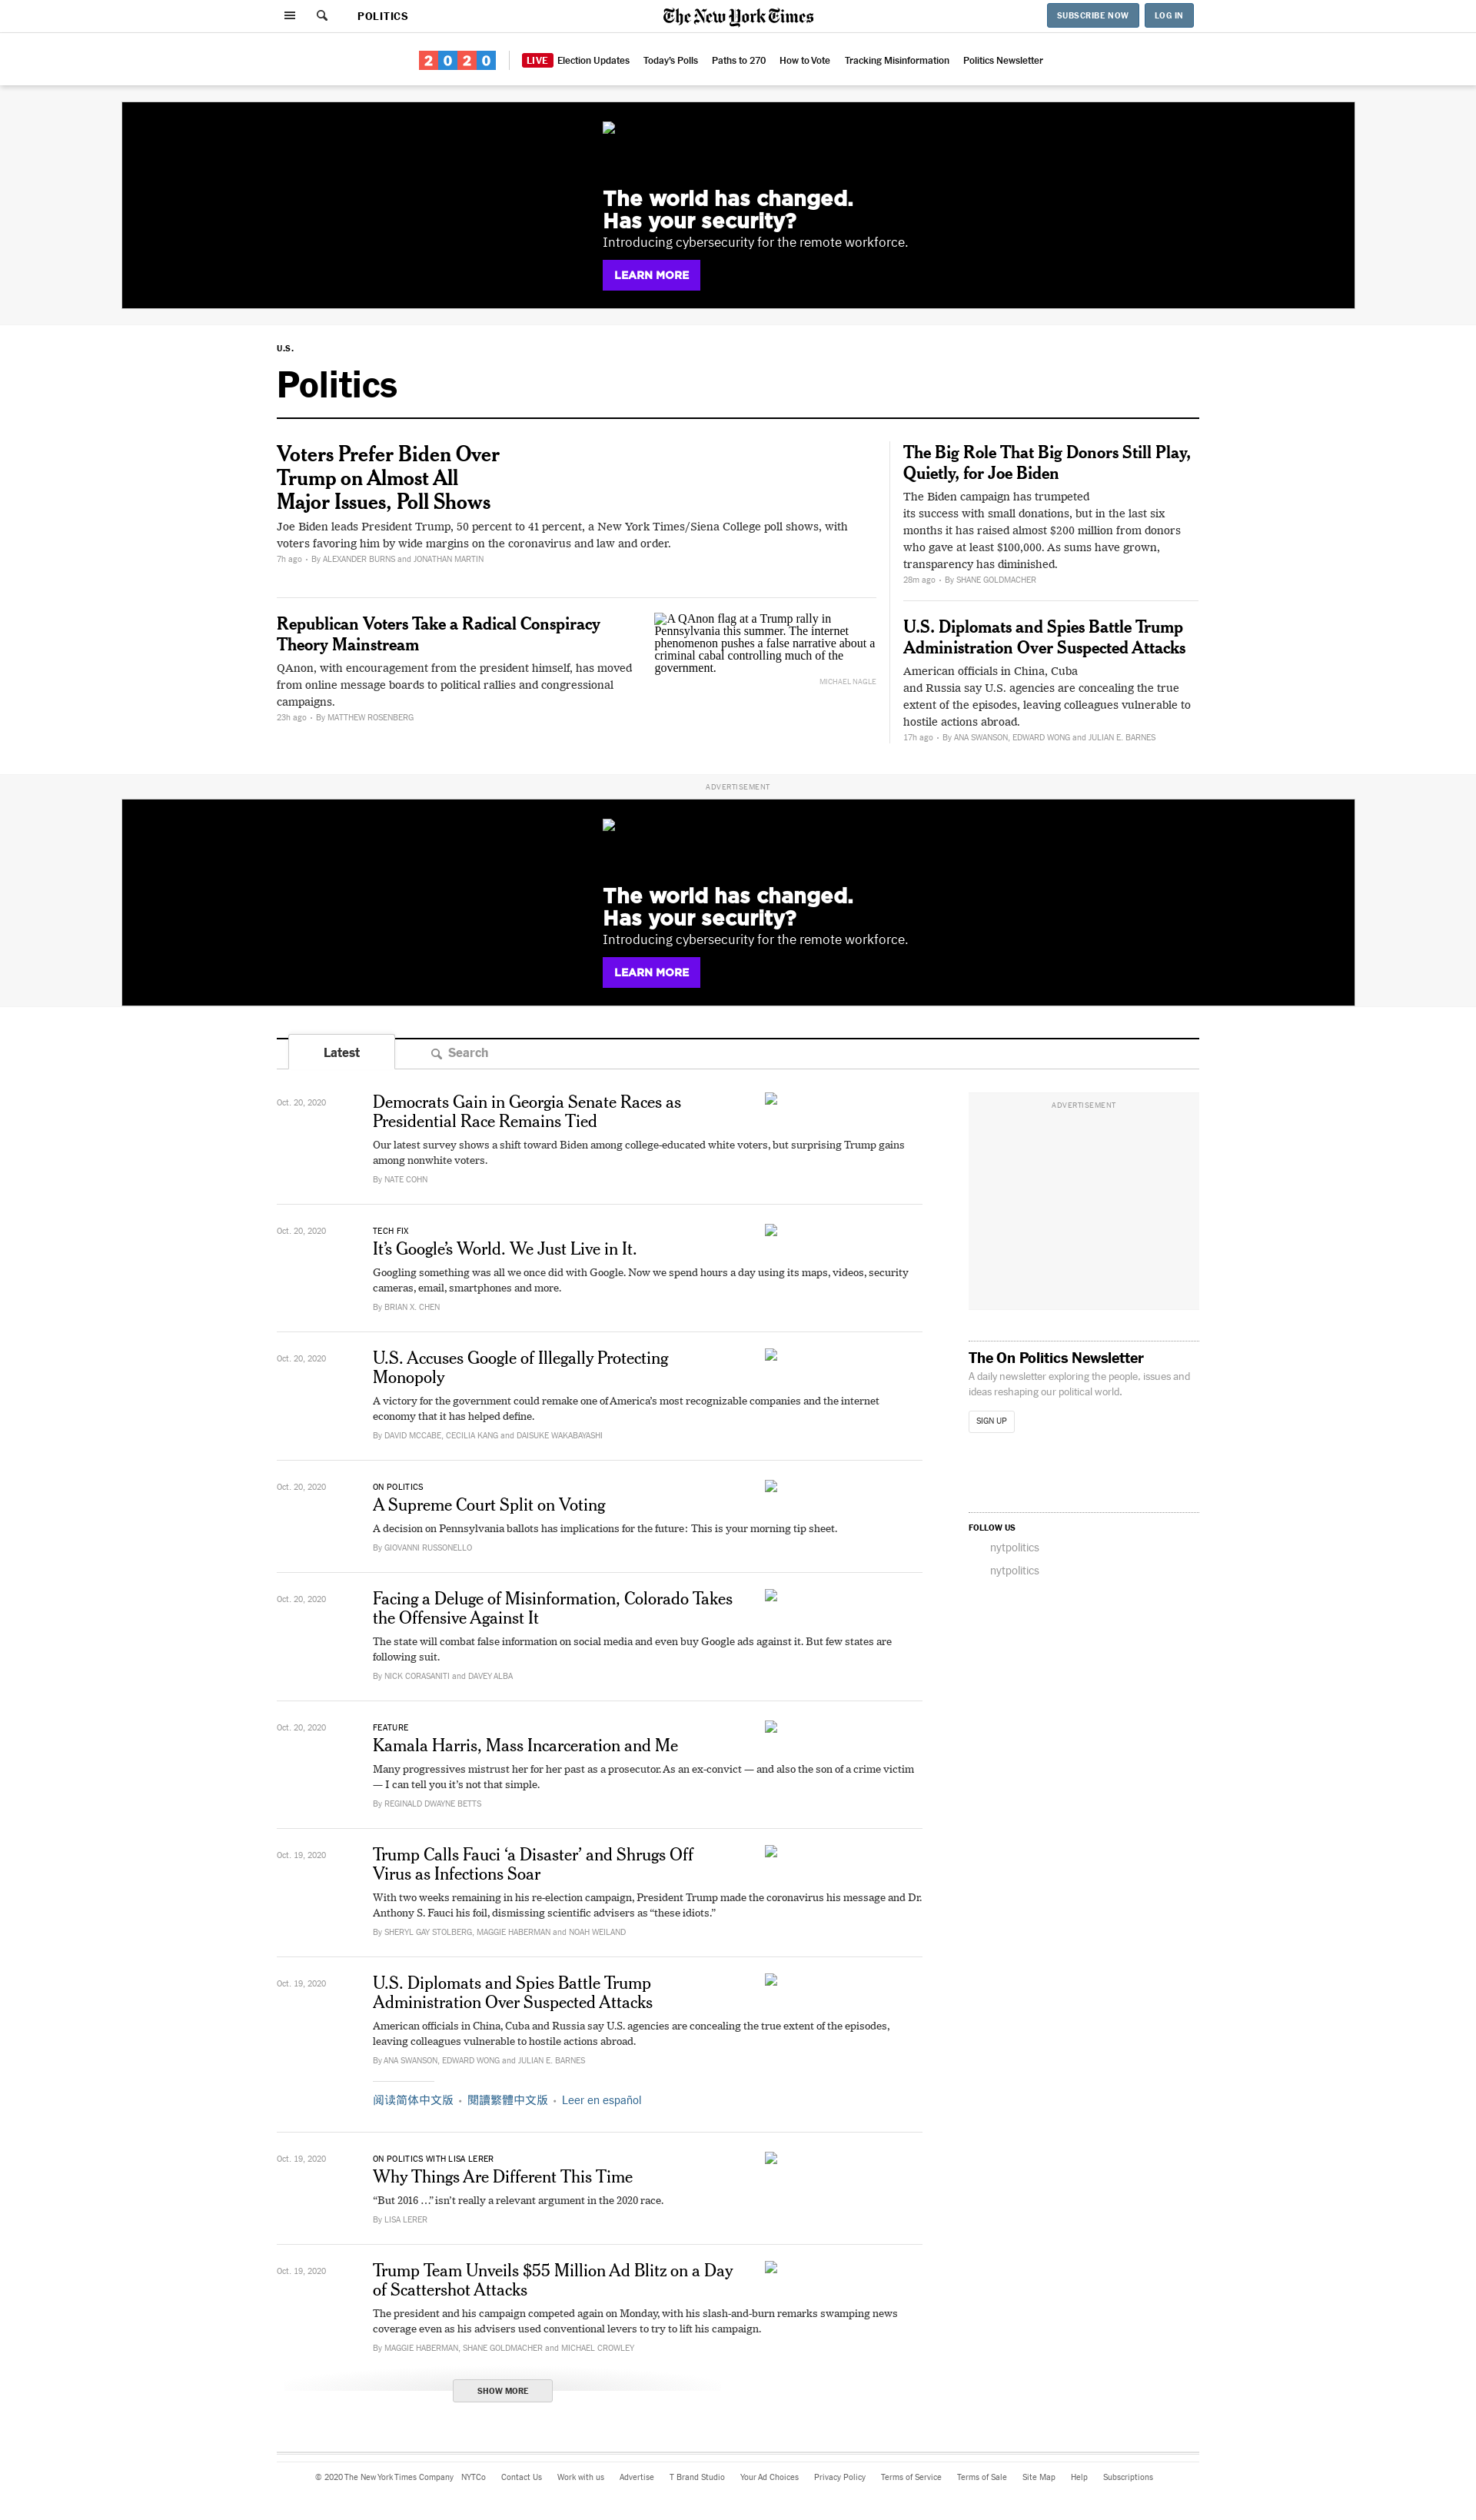 POLITICS
The New York Times
SUBSCRIBE NOW
LOG IN
2020
LIVE Election Updates
Today's Polls
Paths to 270
How to Vote
Tracking Misinformation
Politics Newsletter
The world has changed.
Has your security?
Introducing cybersecurity for the remote workforce.
LEARN MORE
U.S.
Politics
Voters Prefer Biden Over
Trump on Almost All
Major Issues, Poll Shows
Joe Biden leads President Trump, 50 percent to 41 percent, a New York Times/Siena College poll shows, with
voters favoring him by wide margins on the coronavirus and law and order.
7h ago • By ALEXANDER BURNS and JONATHAN MARTIN
Republican Voters Take a Radical Conspiracy
Theory Mainstream
QAnon, with encouragement from the president himself, has moved
from online message boards to political rallies and congressional
campaigns.
23h ago • By MATTHEW ROSENBERG
A QAnon flag at a Trump rally in
Pennsylvania this summer. The internet
phenomenon pushes a false narrative about a
criminal cabal controlling much of the
government.
MICHAEL NAGLE
The Big Role That Big Donors Still Play,
Quietly, for Joe Biden
The Biden campaign has trumpeted
its success with small donations, but in the last six
months it has raised almost $200 million from donors
who gave at least $100,000. As sums have grown,
transparency has diminished.
28m ago • By SHANE GOLDMACHER
U.S. Diplomats and Spies Battle Trump
Administration Over Suspected Attacks
American officials in China, Cuba
and Russia say U.S. agencies are concealing the true
extent of the episodes, leaving colleagues vulnerable to
hostile actions abroad.
17h ago • By ANA SWANSON, EDWARD WONG and JULIAN E. BARNES
ADVERTISEMENT
The world has changed.
Has your security?
Introducing cybersecurity for the remote workforce.
LEARN MORE
Latest
Search
Oct. 20, 2020
Democrats Gain in Georgia Senate Races as
Presidential Race Remains Tied
Our latest survey shows a shift toward Biden among college-educated white voters, but surprising Trump gains
among nonwhite voters.
By NATE COHN
Oct. 20, 2020
TECH FIX
It's Google's World. We Just Live in It.
Googling something was all we once did with Google. Now we spend hours a day using its maps, videos, security
cameras, email, smartphones and more.
By BRIAN X. CHEN
Oct. 20, 2020
U.S. Accuses Google of Illegally Protecting
Monopoly
A victory for the government could remake one of America's most recognizable companies and the internet
economy that it has helped define.
By DAVID MCCABE, CECILIA KANG and DAISUKE WAKABAYASHI
Oct. 20, 2020
ON POLITICS
A Supreme Court Split on Voting
A decision on Pennsylvania ballots has implications for the future: This is your morning tip sheet.
By GIOVANNI RUSSONELLO
Oct. 20, 2020
Facing a Deluge of Misinformation, Colorado Takes
the Offensive Against It
The state will combat false information on social media and even buy Google ads against it. But few states are
following suit.
By NICK CORASANITI and DAVEY ALBA
Oct. 20, 2020
FEATURE
Kamala Harris, Mass Incarceration and Me
Many progressives mistrust her for her past as a prosecutor. As an ex-convict — and also the son of a crime victim
— I can tell you it's not that simple.
By REGINALD DWAYNE BETTS
Oct. 19, 2020
Trump Calls Fauci ‘a Disaster’ and Shrugs Off
Virus as Infections Soar
With two weeks remaining in his re-election campaign, President Trump made the coronavirus his message and Dr.
Anthony S. Fauci his foil, dismissing scientific advisers as “these idiots.”
By SHERYL GAY STOLBERG, MAGGIE HABERMAN and NOAH WEILAND
Oct. 19, 2020
U.S. Diplomats and Spies Battle Trump
Administration Over Suspected Attacks
American officials in China, Cuba and Russia say U.S. agencies are concealing the true extent of the episodes,
leaving colleagues vulnerable to hostile actions abroad.
By ANA SWANSON, EDWARD WONG and JULIAN E. BARNES
阅读简体中文版 • 閱讀繁體中文版 • Leer en español
Oct. 19, 2020
ON POLITICS WITH LISA LERER
Why Things Are Different This Time
“But 2016 …” isn't really a relevant argument in the 2020 race.
By LISA LERER
Oct. 19, 2020
Trump Team Unveils $55 Million Ad Blitz on a Day
of Scattershot Attacks
The president and his campaign competed again on Monday, with his slash-and-burn remarks swamping news
coverage even as his advisers used conventional levers to try to lift his campaign.
By MAGGIE HABERMAN, SHANE GOLDMACHER and MICHAEL CROWLEY
SHOW MORE
ADVERTISEMENT
The On Politics Newsletter
A daily newsletter exploring the people, issues and
ideas reshaping our political world.
SIGN UP
FOLLOW US
nytpolitics
nytpolitics
© 2020 The New York Times Company
NYTCo
Contact Us
Work with us
Advertise
T Brand Studio
Your Ad Choices
Privacy Policy
Terms of Service
Terms of Sale
Site Map
Help
Subscriptions